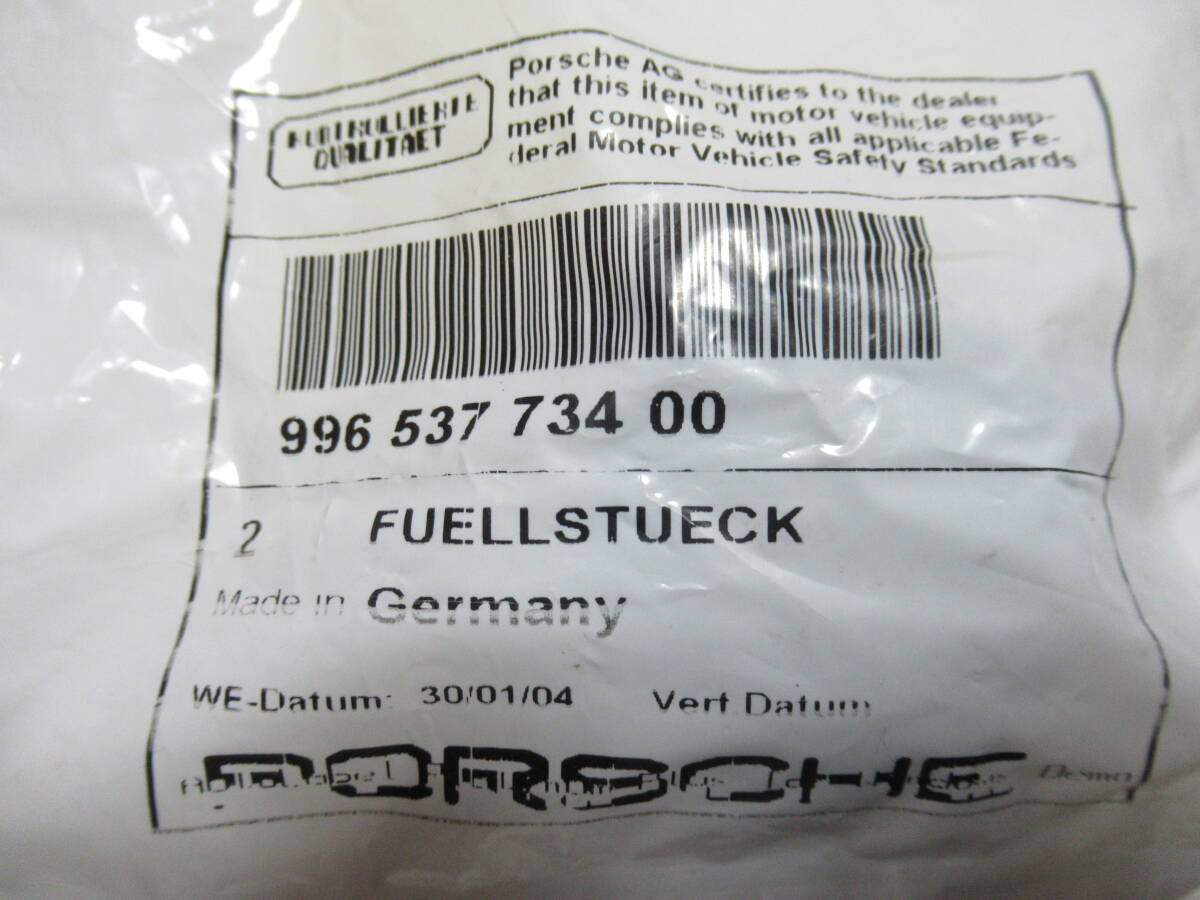 KONTROLLIERTE
QUALITAET
Porsche AG certifies to the dealer
that this item of motor vehicle equip-
ment complies with all applicable Fe-
deral Motor Vehicle Safety Standards
996 537 734 00
2 FUELLSTUECK
Made in Germany
WE-Datum: 30/01/04 Verf Datum
PORSCHE
Demo